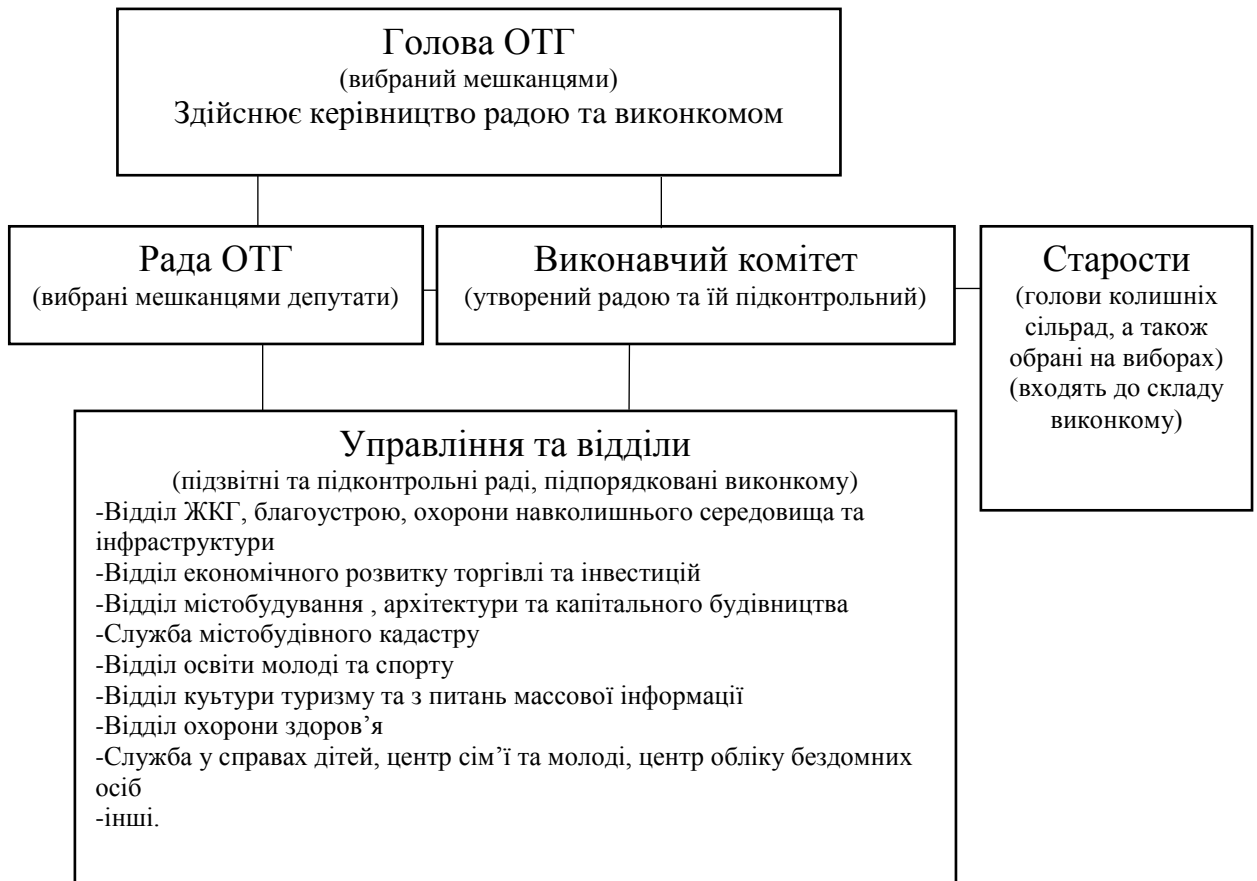 Голова ОТГ
(вибраний мешканцями)
Здійснює керівництво радою та виконкомом
Рада ОТГ
(вибрані мешканцями депутати)
Виконавчий комітет
(утворений радою та їй підконтрольний)
Старости
(голови колишніх
сільрад, а також
обрані на виборах)
(входять до складу
виконкому)
Управління та відділи
(підзвітні та підконтрольні раді, підпорядковані виконкому)
-Відділ ЖКГ, благоустрою, охорони навколишнього середовища та
інфраструктури
-Відділ економічного розвитку торгівлі та інвестицій
-Відділ містобудування , архітектури та капітального будівництва
-Служба містобудівного кадастру
-Відділ освіти молоді та спорту
-Відділ куьтури туризму та з питань массової інформації
-Відділ охорони здоров’я
-Служба у справах дітей, центр сім’ї та молоді, центр обліку бездомних
осіб
-інші.